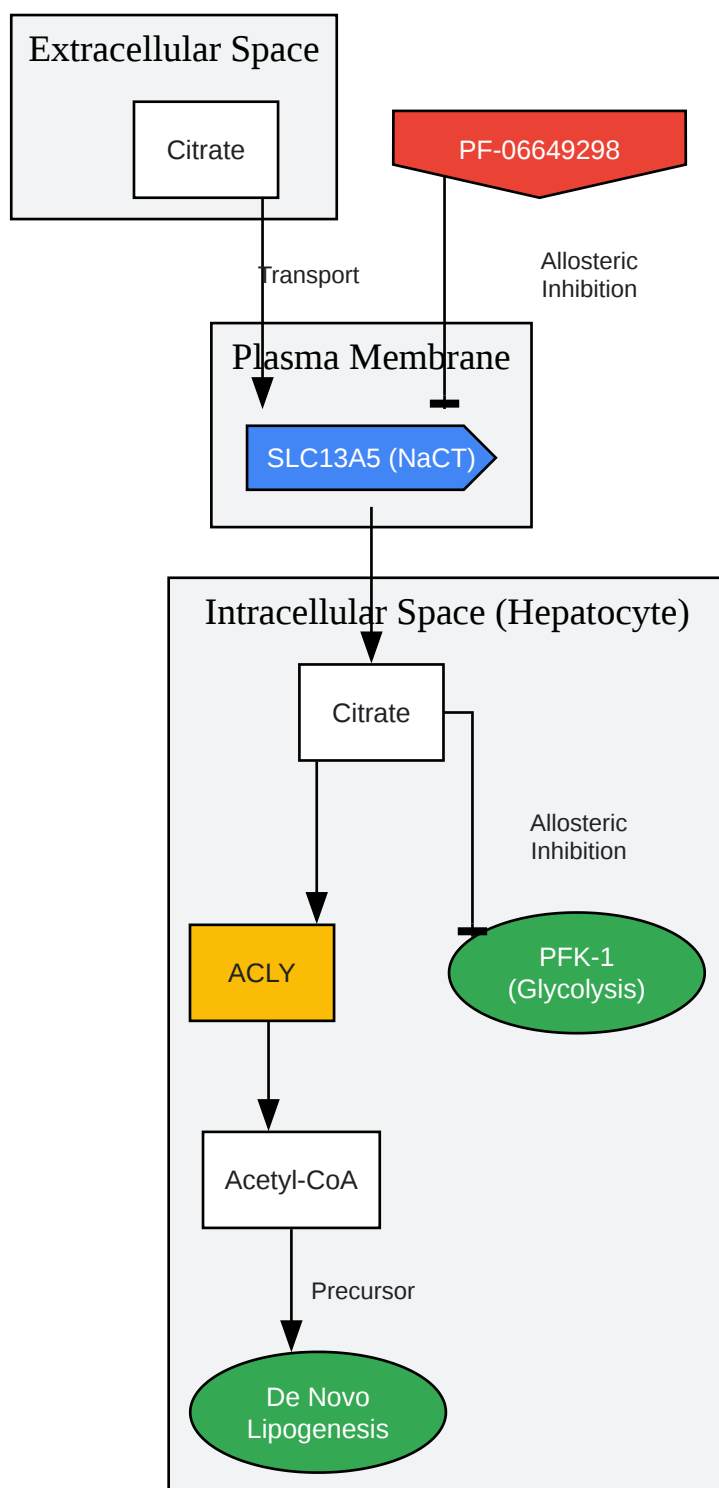 Extracellular Space
Citrate
PF-06649298
Transport
Allosteric
Inhibition
Plasma Membrane
SLC13A5 (NaCT)
Intracellular Space (Hepatocyte)
Citrate
Allosteric
Inhibition
ACLY
PFK-1
(Glycolysis)
Acetyl-CoA
Precursor
De Novo
Lipogenesis